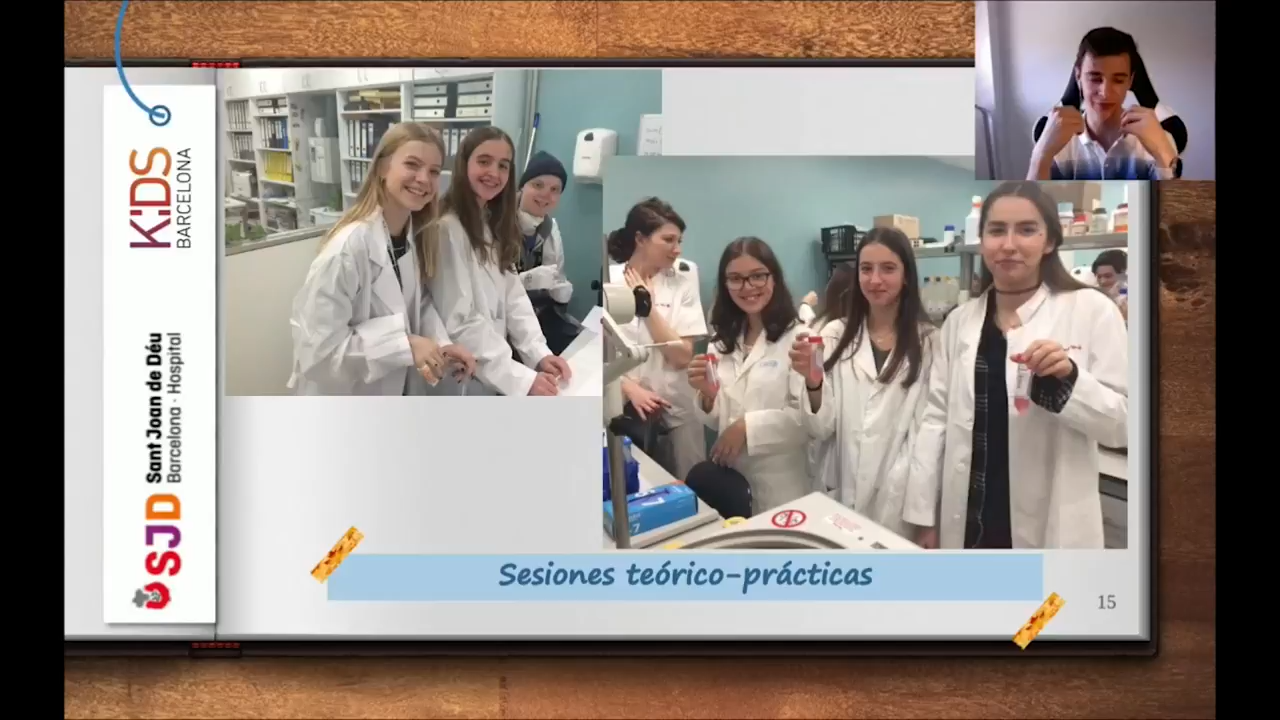 KiDS
BARCELONA
SJD
Sant Joan de Déu
Barcelona · Hospital
Sesiones teórico-prácticas
15